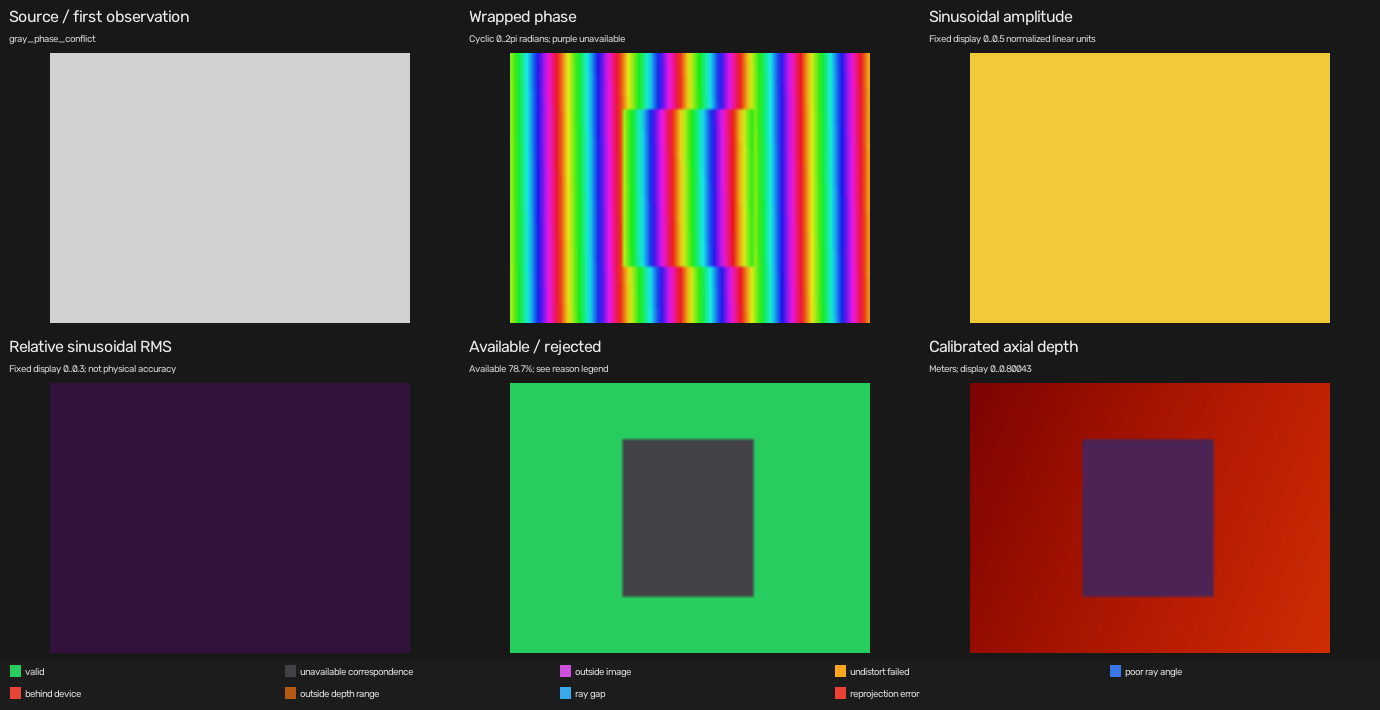 Source / first observation
gray_phase_conflict
Wrapped phase
Cyclic 0..2pi radians; purple unavailable
Sinusoidal amplitude
Fixed display 0..0.5 normalized linear units
Relative sinusoidal RMS
Fixed display 0..0.3; not physical accuracy
Available / rejected
Available 78.7%; see reason legend
Calibrated axial depth
Meters; display 0..0.80043
valid
unavailable correspondence
outside image
undistort failed
poor ray angle
behind device
outside depth range
ray gap
reprojection error